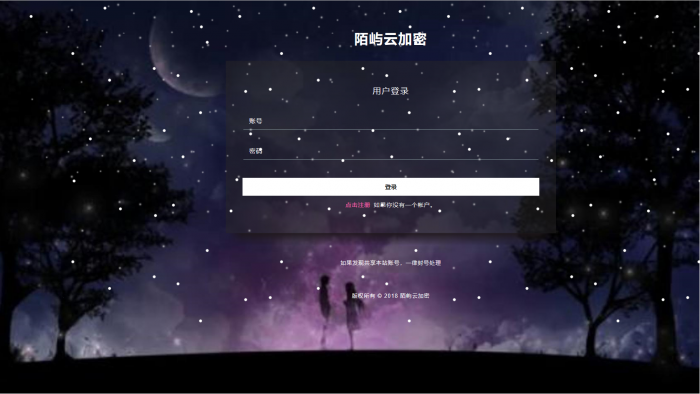 陌屿云加密
用户登录
账号
密码
登录
点击注册 如果你没有一个帐户。
如果发现共享本站账号，一律封号处理
版权所有 © 2018 陌屿云加密